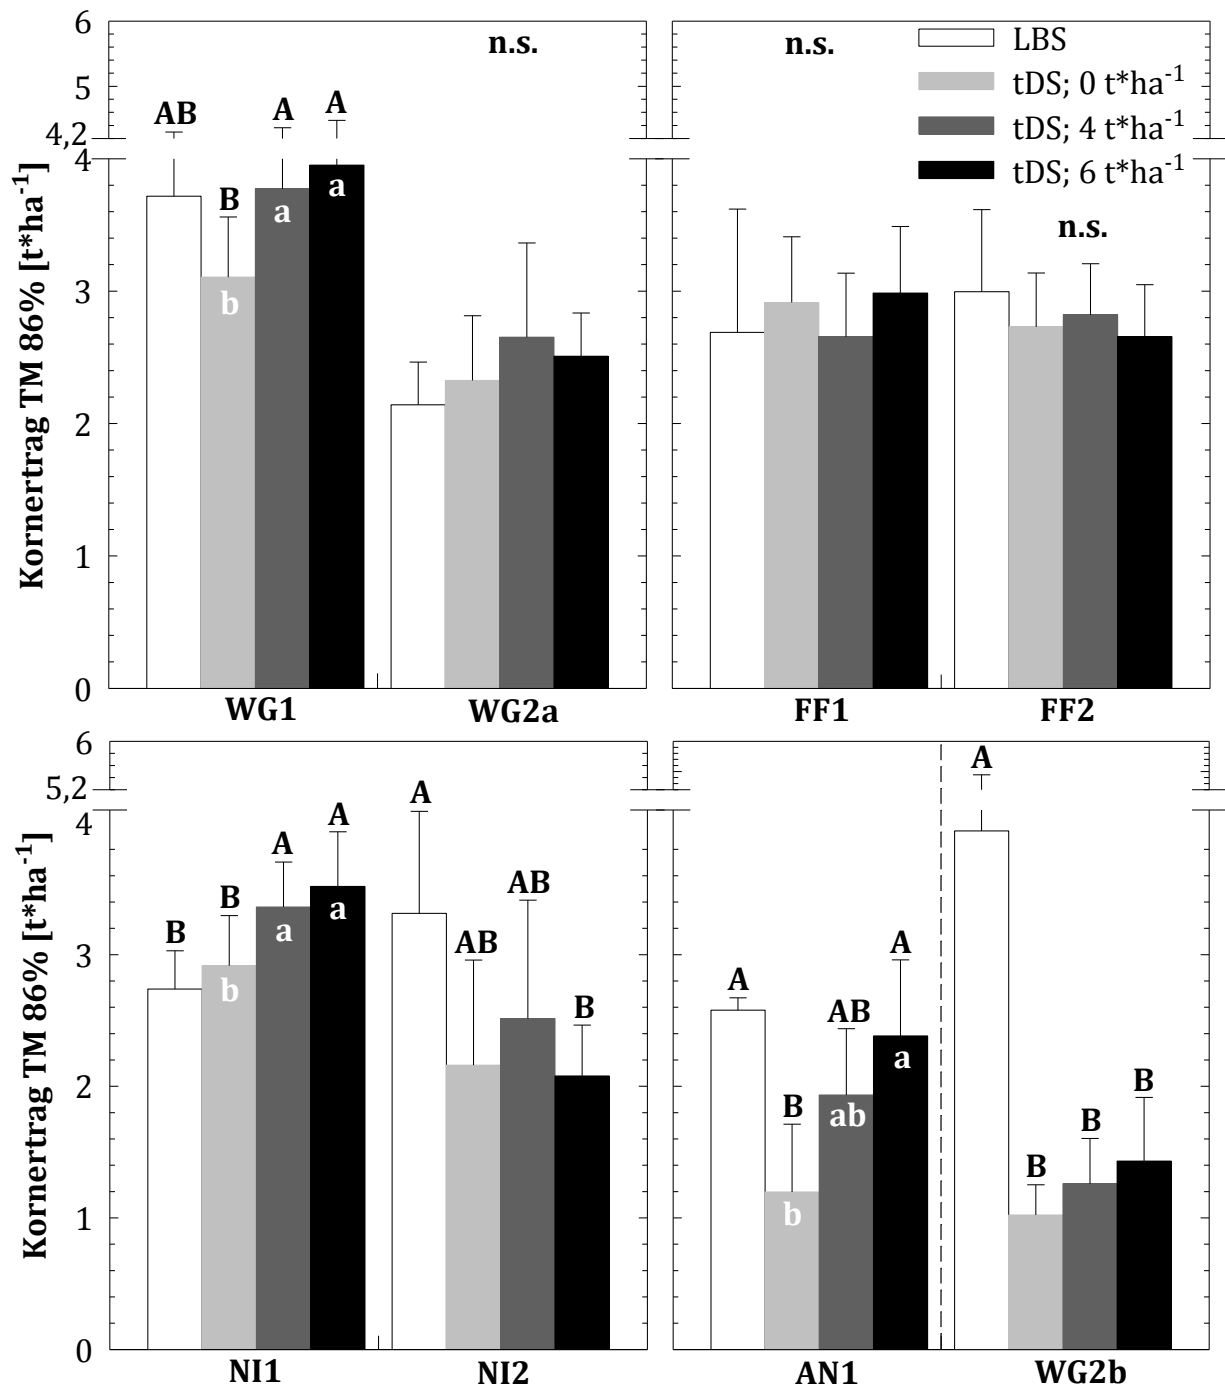 6
5
4,2
4
3
2
1
0
Kornertrag TM 86% [t*ha⁻¹]
AB
B
A
A
b
a
a
n.s.
WG1
WG2a
n.s.
n.s.
LBS
tDS; 0 t*ha⁻¹
tDS; 4 t*ha⁻¹
tDS; 6 t*ha⁻¹
FF1
FF2
6
5,2
4
3
2
1
0
Kornertrag TM 86% [t*ha⁻¹]
B
B
A
A
b
a
a
A
AB
AB
B
NI1
NI2
A
B
AB
A
b
ab
a
A
B
B
B
AN1
WG2b